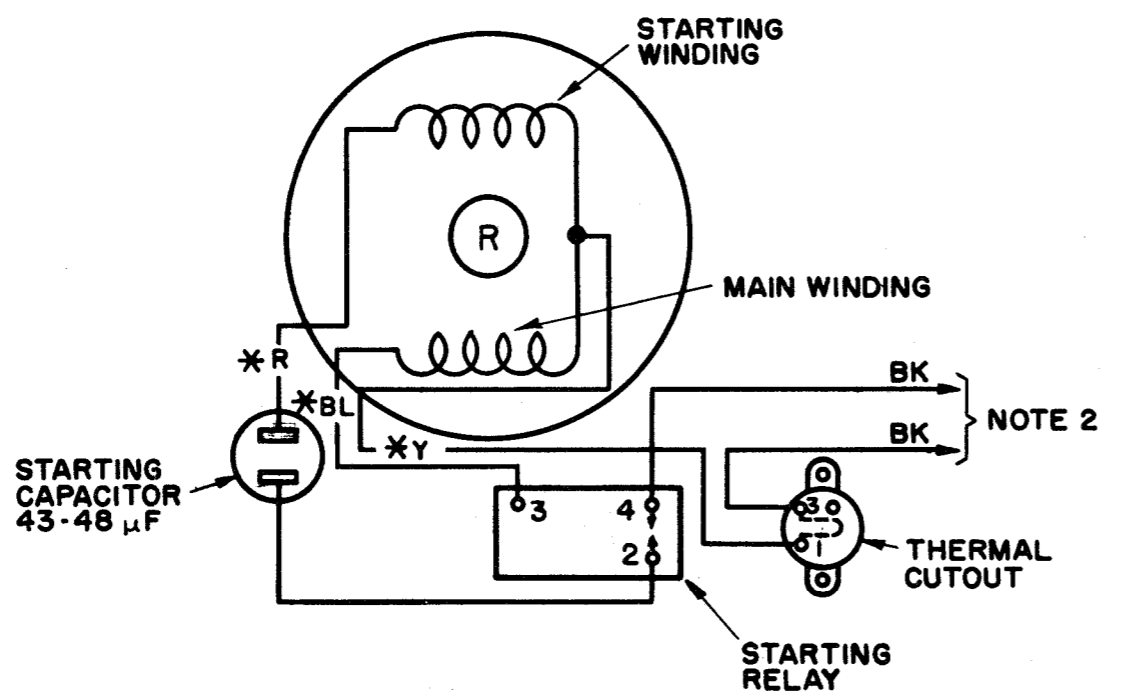 STARTING
WINDING
R
MAIN WINDING
* R
* BL
BK
NOTE 2
BK
* Y
STARTING
CAPACITOR
43-48 µF
3
4
2
3
1
THERMAL
CUTOUT
STARTING
RELAY